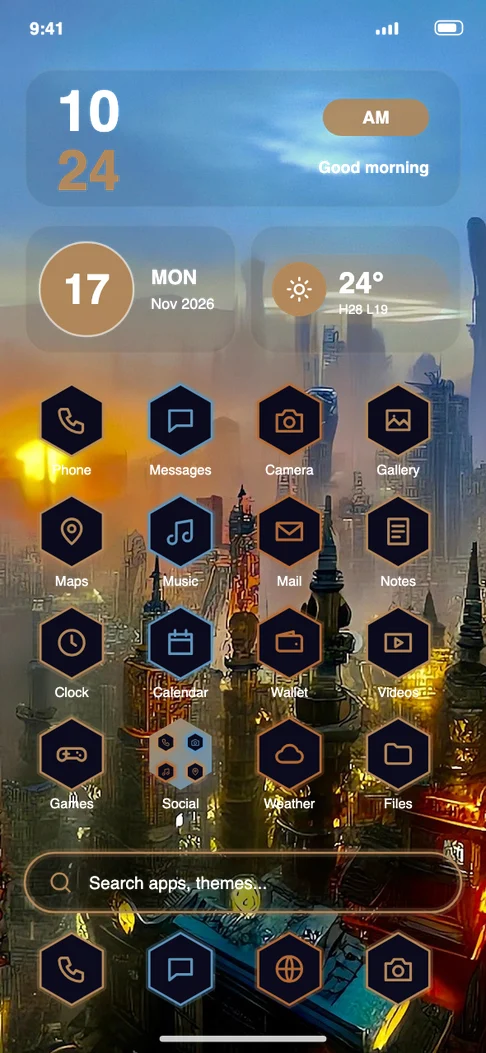 9:41
10
24
AM
Good morning
17
MON
Nov 2026
24°
H28 L19
Phone
Messages
Camera
Gallery
Maps
Music
Mail
Notes
Clock
Calendar
Wallet
Videos
Games
Social
Weather
Files
Search apps, themes...